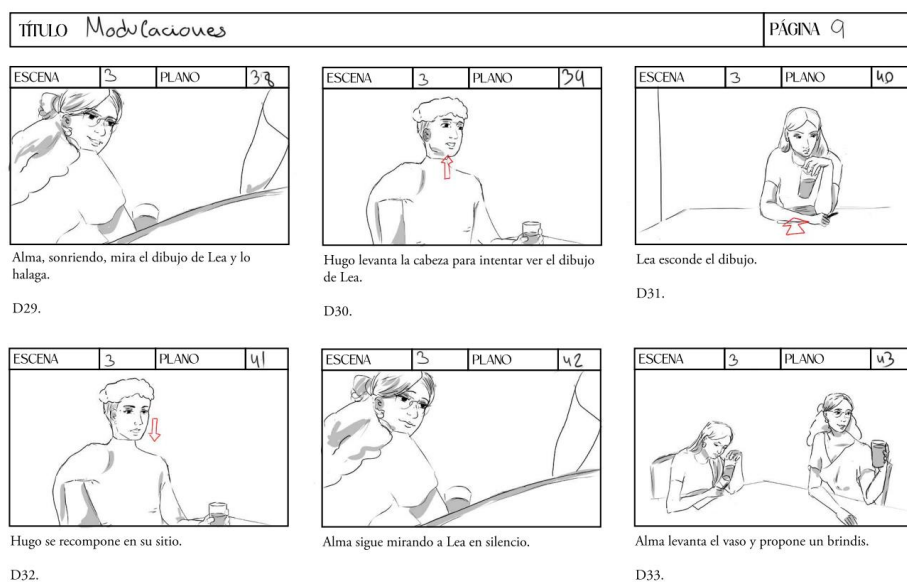 TÍTULO Modulaciones
PÁGINA 9
ESCENA 3 PLANO 38
Alma, sonriendo, mira el dibujo de Lea y lo
halaga.
D29.
ESCENA 3 PLANO 39
Hugo levanta la cabeza para intentar ver el dibujo
de Lea.
D30.
ESCENA 3 PLANO 40
Lea esconde el dibujo.
D31.
ESCENA 3 PLANO 41
Hugo se recompone en su sitio.
D32.
ESCENA 3 PLANO 42
Alma sigue mirando a Lea en silencio.
ESCENA 3 PLANO 43
Alma levanta el vaso y propone un brindis.
D33.